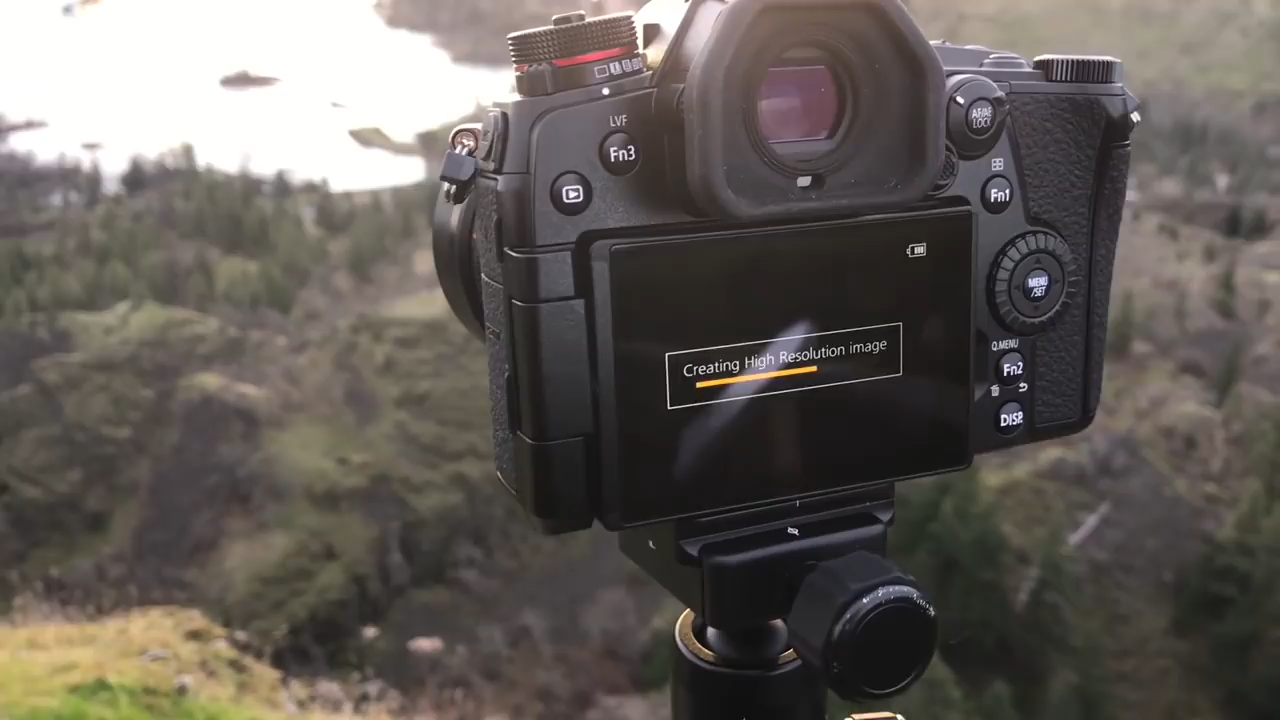 LVF
Fn3
AF/AE
LOCK
Fn1
MENU
/SET
Creating High Resolution image
Q.MENU
Fn2
DISP.